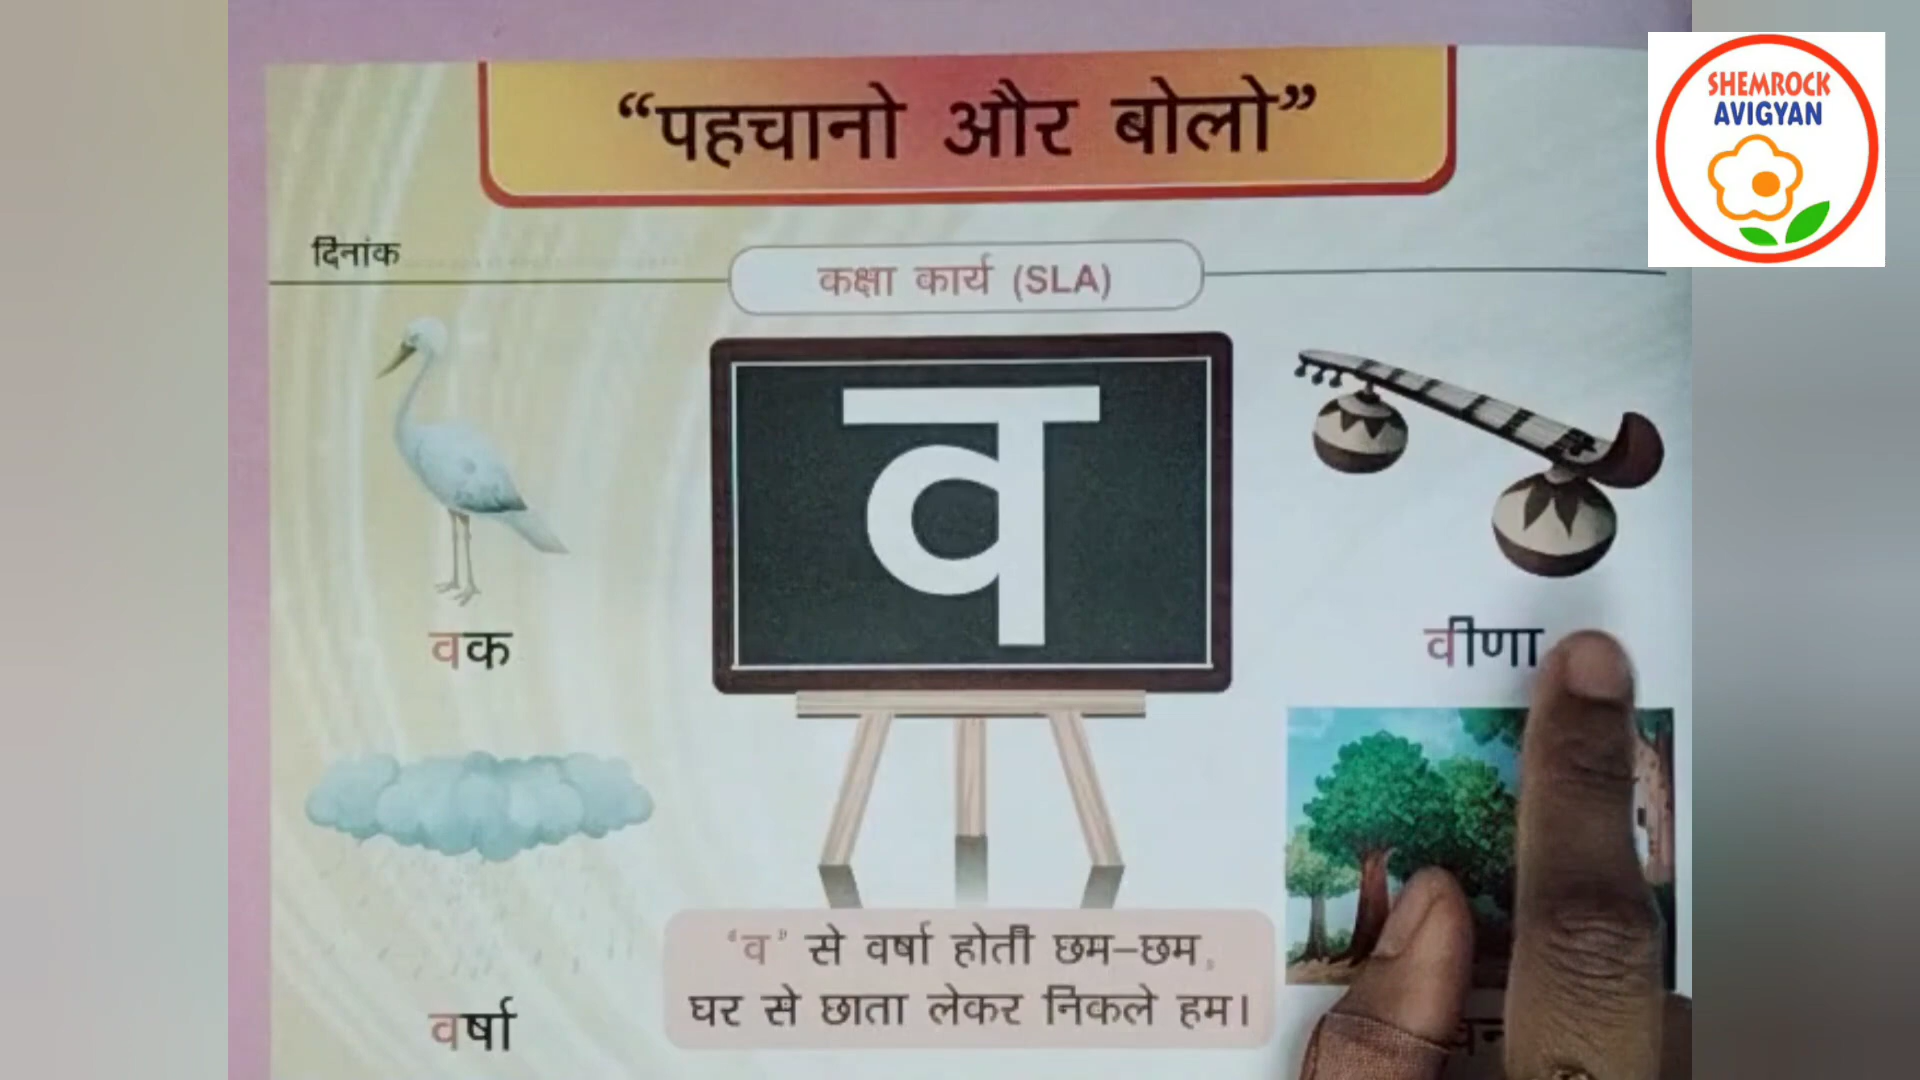 “पहचानो और बोलो”
SHEMROCK
AVIGYAN
दिनांक
कक्षा कार्य (SLA)
व
वक
वीणा
वर्षा
“व” से वर्षा होती छम–छम,
घर से छाता लेकर निकले हम।